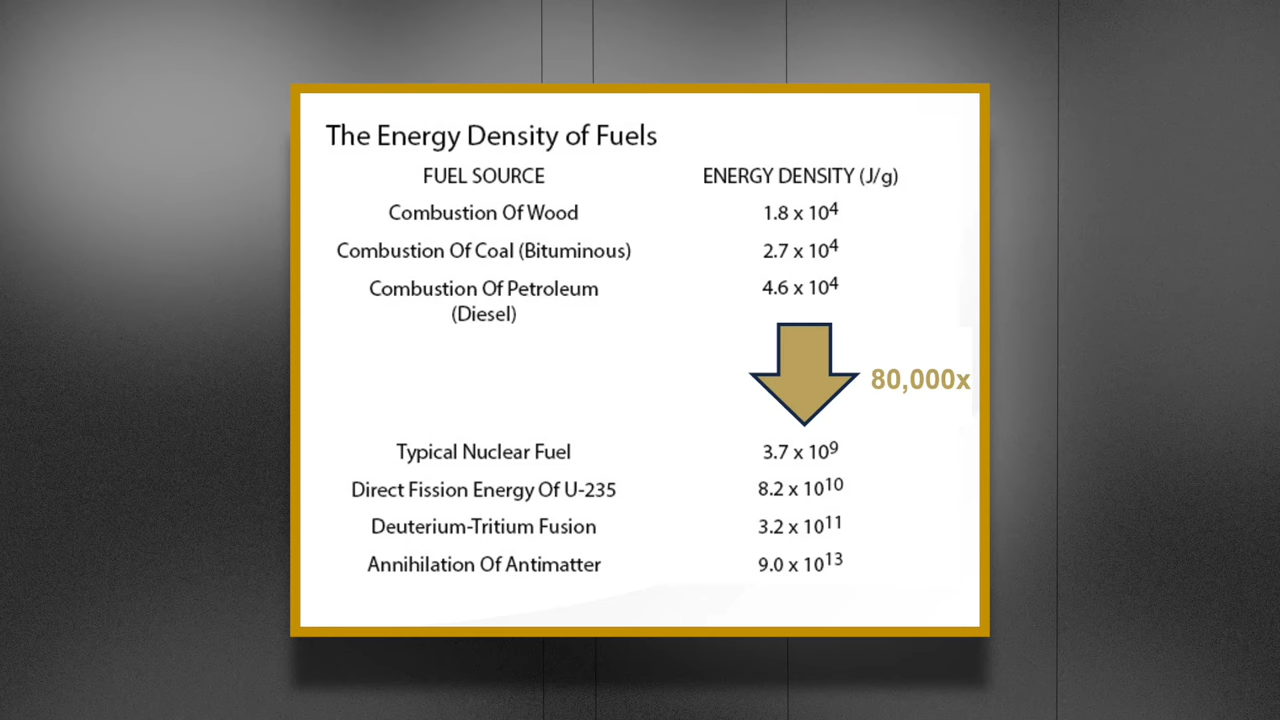 The Energy Density of Fuels
FUEL SOURCE ENERGY DENSITY (J/g)
Combustion Of Wood 1.8 x 10⁴
Combustion Of Coal (Bituminous) 2.7 x 10⁴
Combustion Of Petroleum 4.6 x 10⁴
(Diesel)
80,000x
Typical Nuclear Fuel 3.7 x 10⁹
Direct Fission Energy Of U-235 8.2 x 10¹⁰
Deuterium-Tritium Fusion 3.2 x 10¹¹
Annihilation Of Antimatter 9.0 x 10¹³